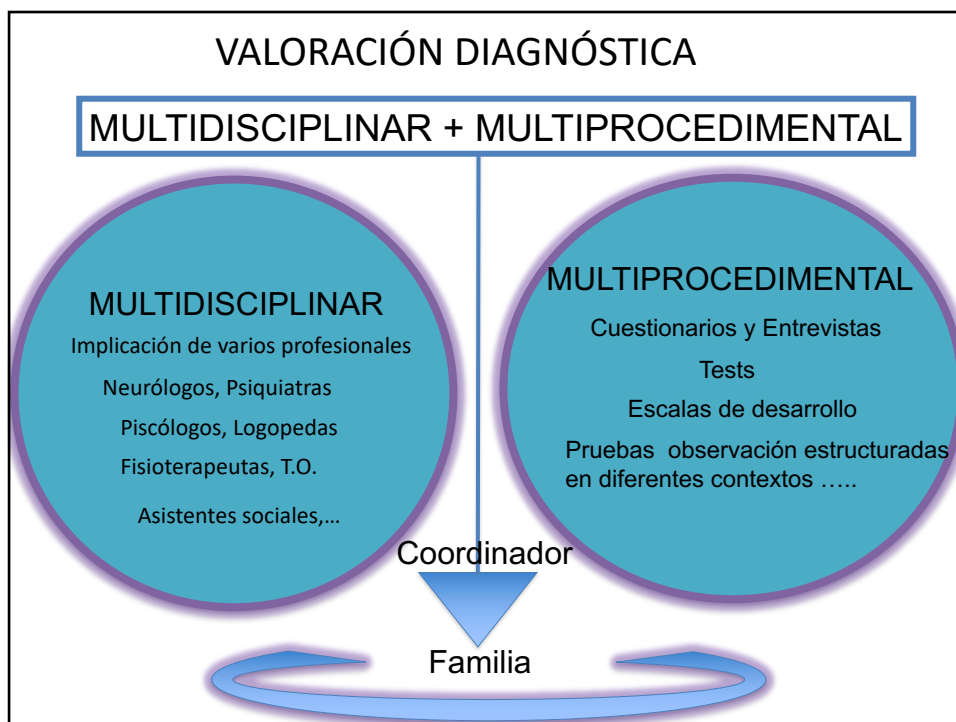 VALORACIÓN DIAGNÓSTICA
MULTIDISCIPLINAR + MULTIPROCEDIMENTAL
MULTIDISCIPLINAR
Implicación de varios profesionales
Neurólogos, Psiquiatras
Piscólogos, Logopedas
Fisioterapeutas, T.O.
Asistentes sociales,...
MULTIPROCEDIMENTAL
Cuestionarios y Entrevistas
Tests
Escalas de desarrollo
Pruebas observación estructuradas
en diferentes contextos …..
Coordinador
Familia